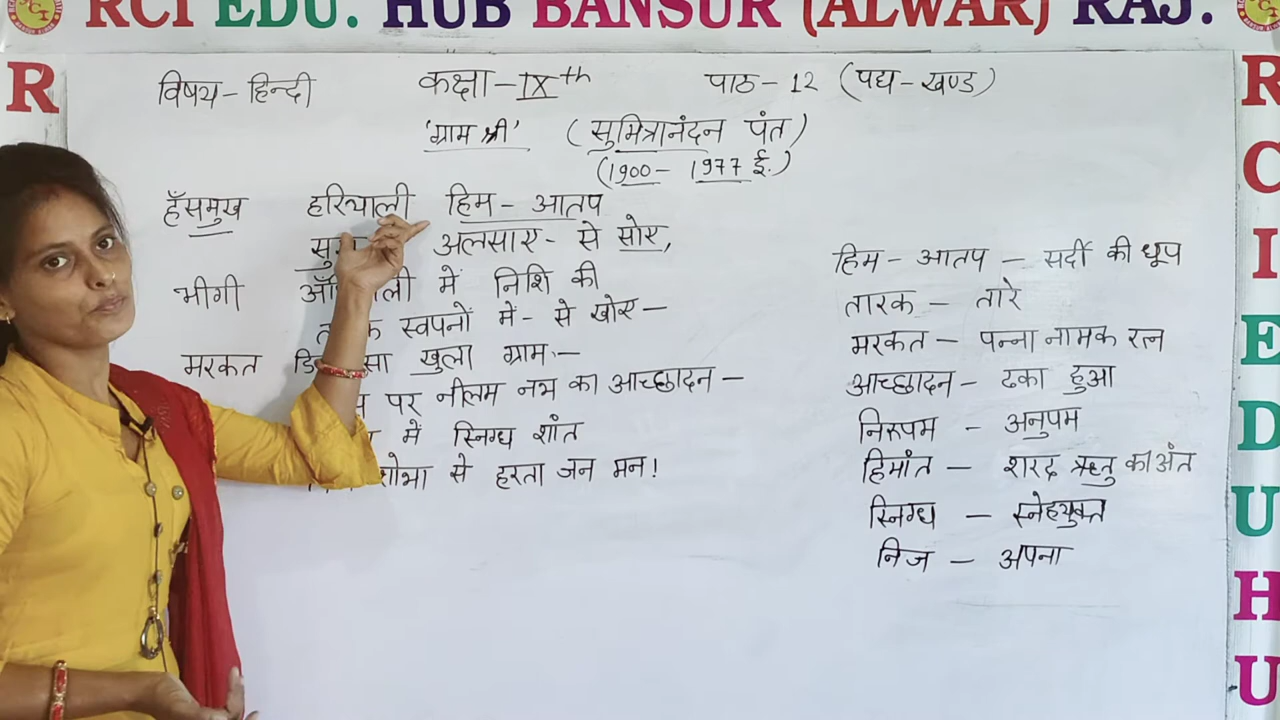 RCI EDU. HUB BANSUR (ALWAR) RAJ.
विषय - हिन्दी कक्षा - IXth पाठ - 12 (पद्य - खण्ड)
'ग्राम श्री' (सुमित्रानंदन पंत)
(1900 - 1977 ई.)
हँसमुख हरियाली हिम - आतप
अलसाए - से सोए,
भीगी में निशि की
स्वपनों में - से खोए -
मरकत खुला ग्राम -
पर नीलम नभ का आच्छादन -
में स्निग्ध शांत
शोभा से हरता जन मन!
हिम - आतप - सर्दी की धूप
तारक - तारे
मरकत - पन्ना नामक रत्न
आच्छादन - ढका हुआ
निरूपम - अनुपम
हिमांत - शरद ऋतु का अंत
स्निग्ध - स्नेहयुक्त
निज - अपना
R
R
C
I
E
D
U
H
U